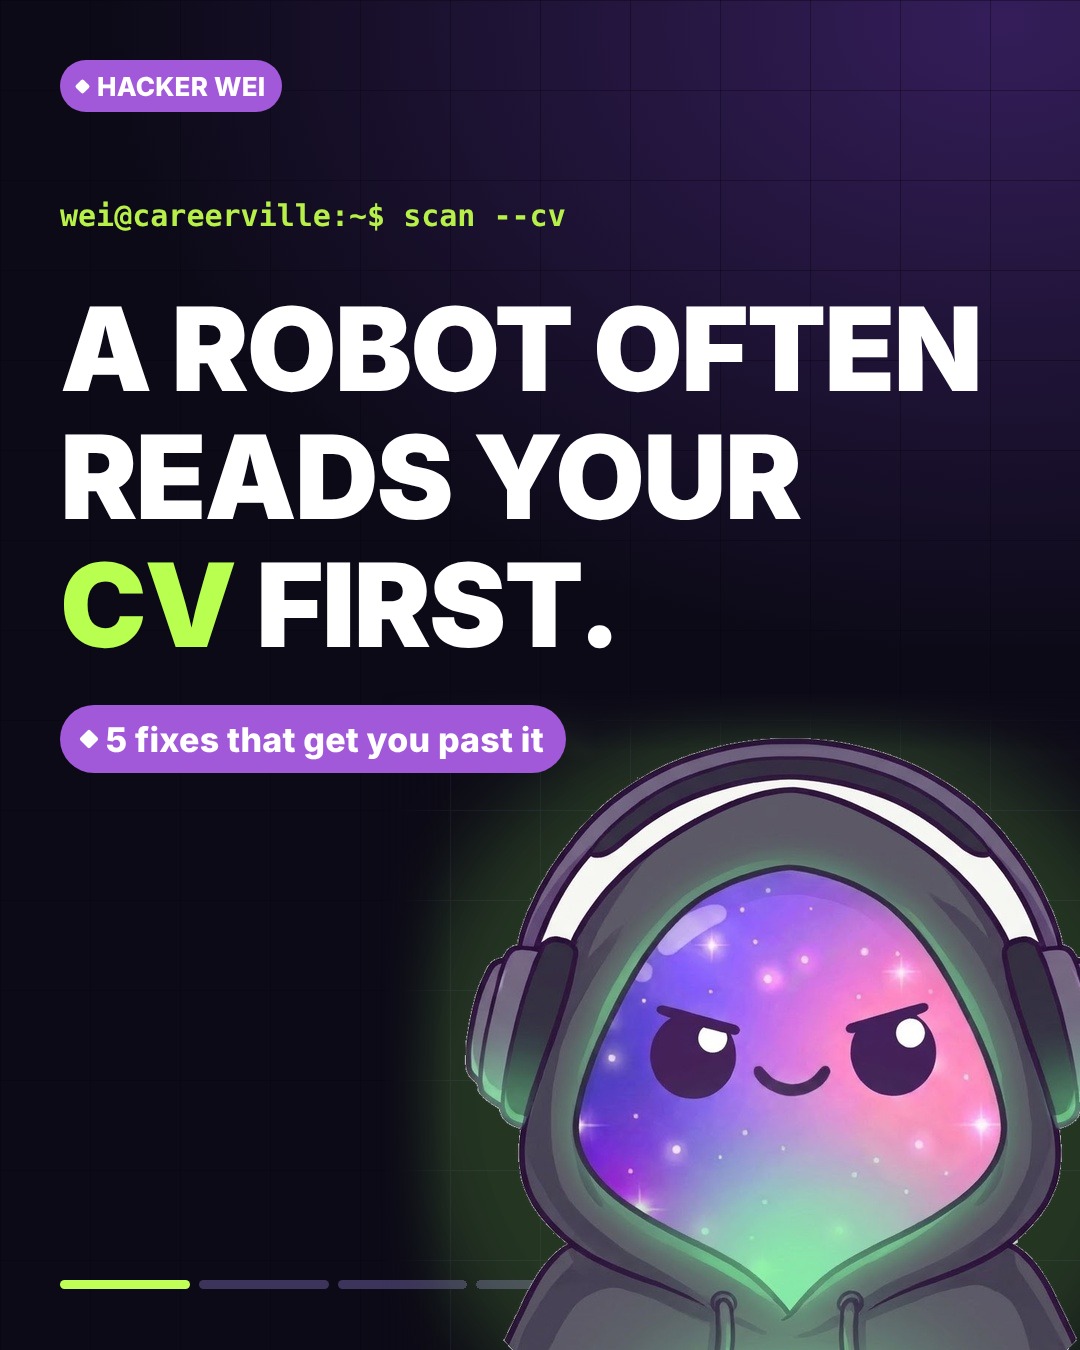 HACKER WEI
wei@careerville:~$ scan --cv
A ROBOT OFTEN
READS YOUR
CV FIRST.
5 fixes that get you past it